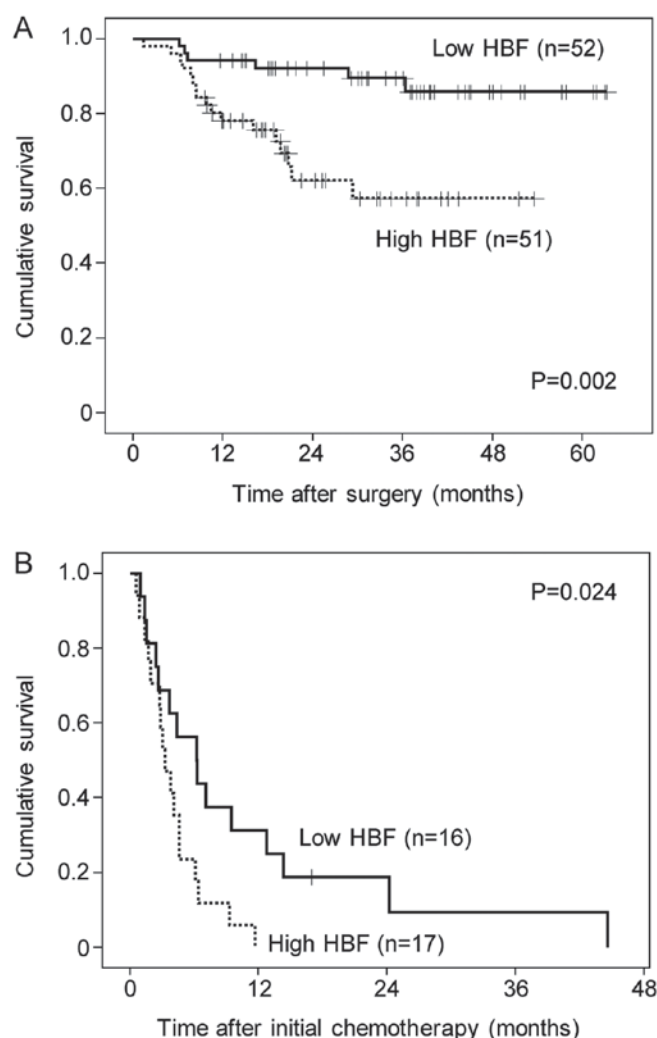 A
1.0
0.8
0.6
0.4
0.2
0
Cumulative survival
Low HBF (n=52)
High HBF (n=51)
P=0.002
0 12 24 36 48 60
Time after surgery (months)
B
1.0
0.8
0.6
0.4
0.2
0
Cumulative survival
P=0.024
Low HBF (n=16)
High HBF (n=17)
0 12 24 36 48
Time after initial chemotherapy (months)